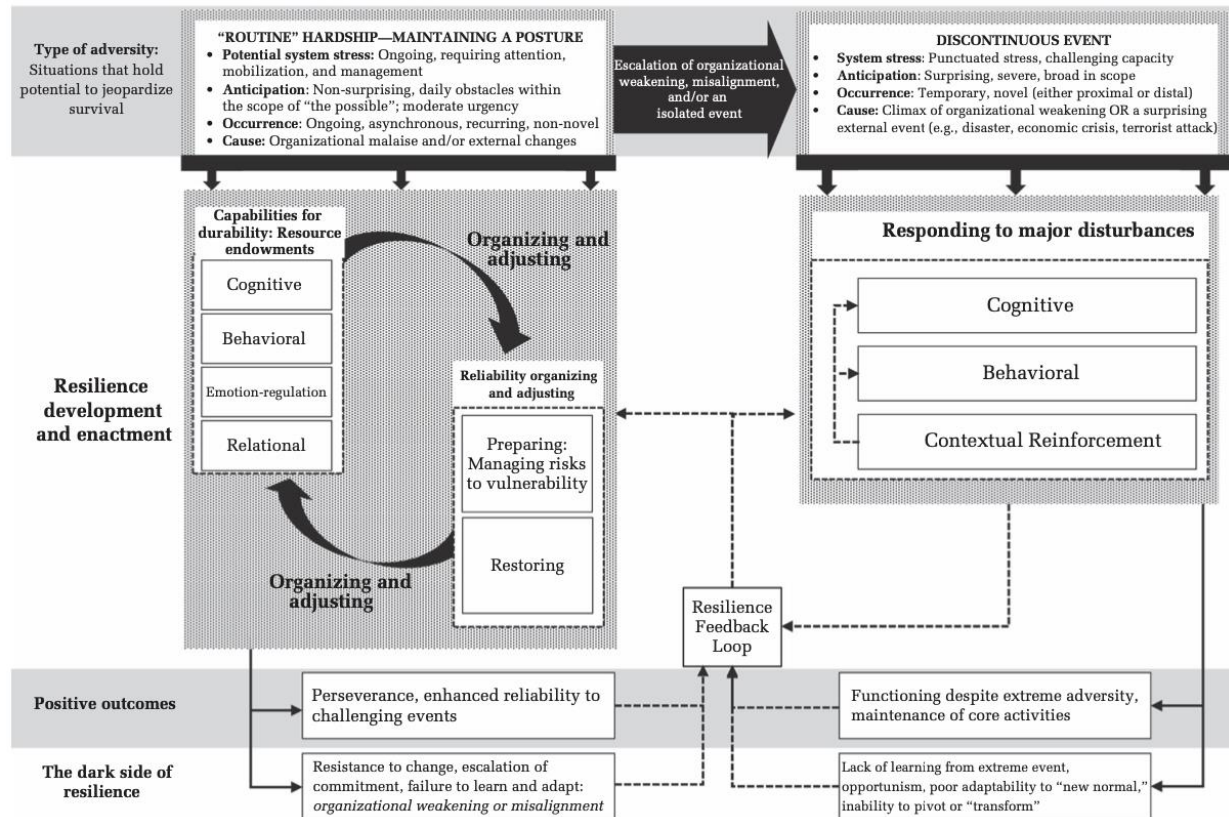 Type of adversity:
Situations that hold
potential to jeopardize
survival
“ROUTINE” HARDSHIP—MAINTAINING A POSTURE
• Potential system stress: Ongoing, requiring attention,
mobilization, and management
• Anticipation: Non-surprising, daily obstacles within
the scope of “the possible”; moderate urgency
• Occurrence: Ongoing, asynchronous, recurring, non-novel
• Cause: Organizational malaise and/or external changes
Escalation of organizational
weakening, misalignment,
and/or an
isolated event
DISCONTINUOUS EVENT
• System stress: Punctuated stress, challenging capacity
• Anticipation: Surprising, severe, broad in scope
• Occurrence: Temporary, novel (either proximal or distal)
• Cause: Climax of organizational weakening OR a surprising
external event (e.g., disaster, economic crisis, terrorist attack)
Resilience
development
and enactment
Capabilities for
durability: Resource
endowments
Cognitive
Behavioral
Emotion-regulation
Relational
Organizing and
adjusting
Reliability organizing
and adjusting
Preparing:
Managing risks
to vulnerability
Restoring
Organizing and
adjusting
Responding to major disturbances
Cognitive
Behavioral
Contextual Reinforcement
Resilience
Feedback
Loop
Positive outcomes
Perseverance, enhanced reliability to
challenging events
Functioning despite extreme adversity,
maintenance of core activities
The dark side of
resilience
Resistance to change, escalation of
commitment, failure to learn and adapt:
organizational weakening or misalignment
Lack of learning from extreme event,
opportunism, poor adaptability to “new normal,”
inability to pivot or “transform”